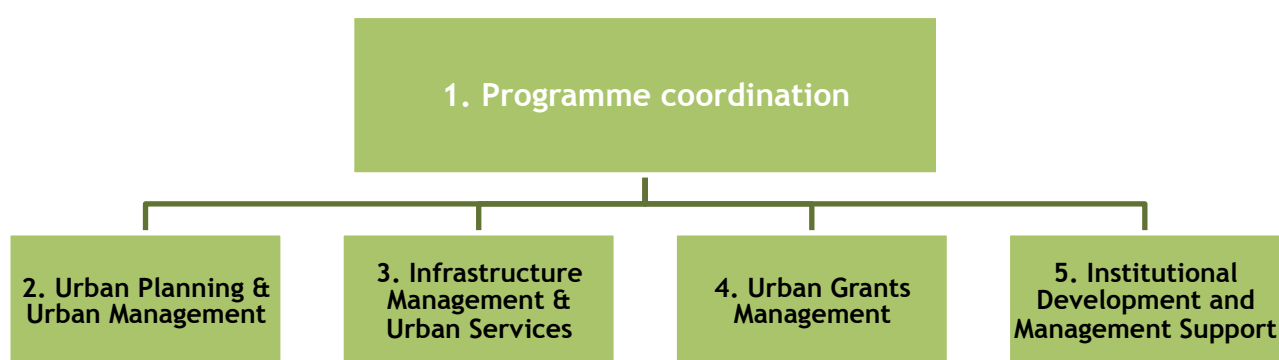 1. Programme coordination
2. Urban Planning &
Urban Management
3. Infrastructure
Management &
Urban Services
4. Urban Grants
Management
5. Institutional
Development and
Management Support